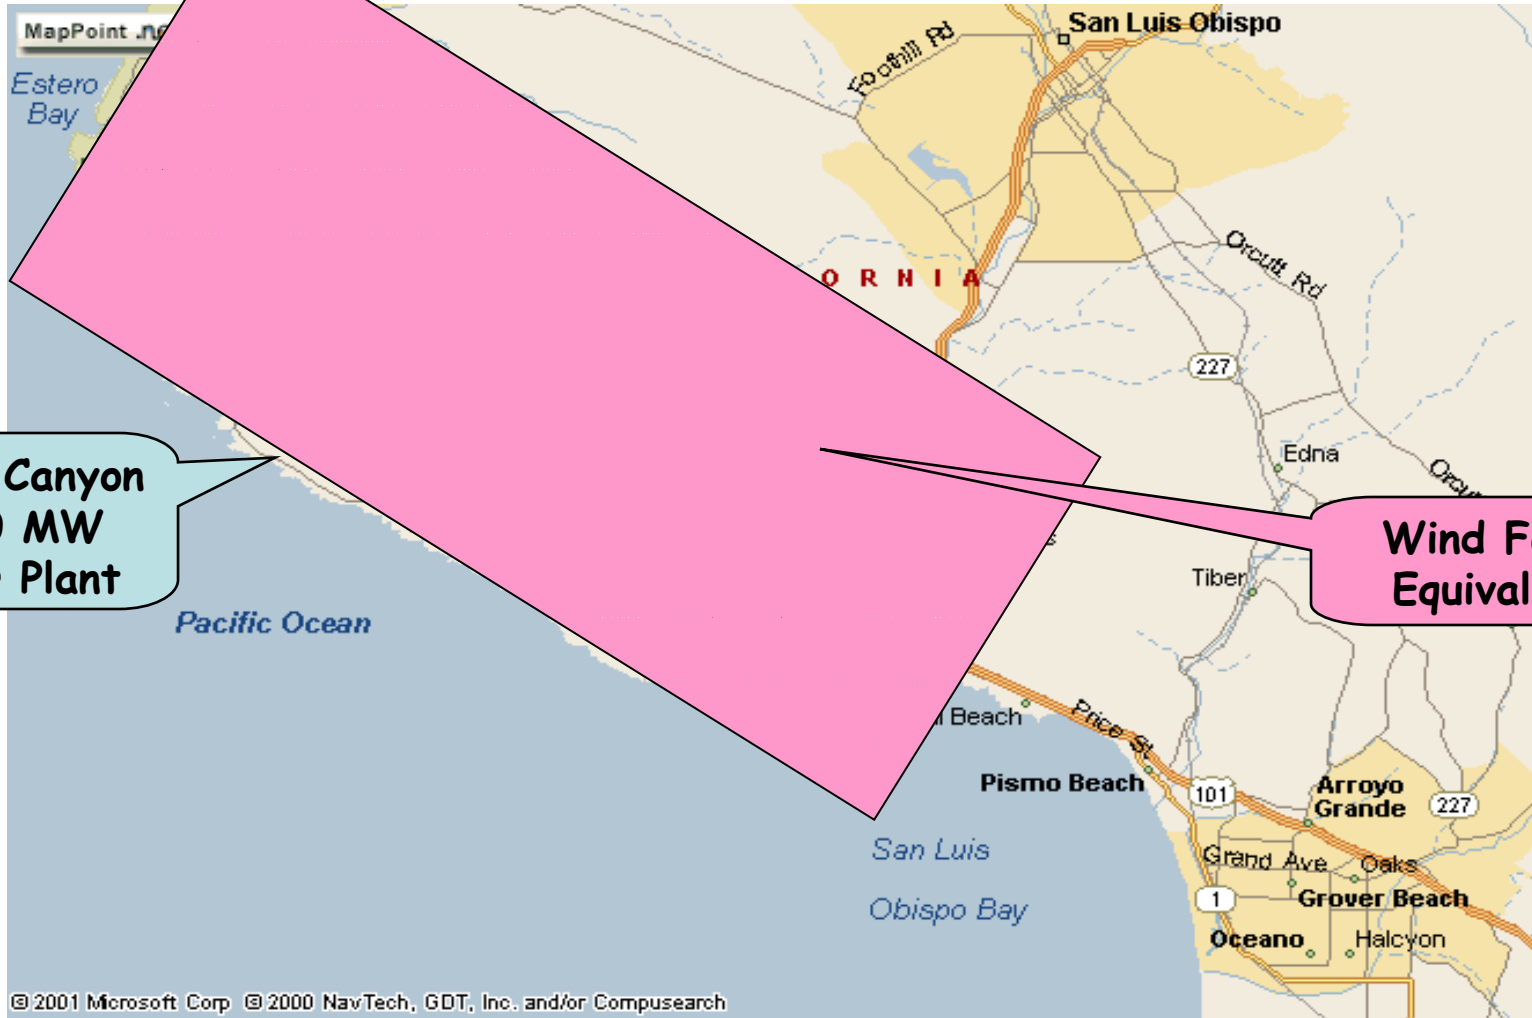 MapPoint .ne
San Luis Obispo
Foothill Rd
Estero
Bay
Orcutt Rd
O R N I A
227
Edna
Canyon
MW
Plant
Wind F
Equival
Tiber
Pacific Ocean
Beach
Price St
Pismo Beach
101
Arroyo
Grande
227
San Luis
Obispo Bay
Grand Ave
Oaks
1
Grover Beach
Oceano
Halcyon
© 2001 Microsoft Corp © 2000 NavTech, GDT, Inc. and/or Compusearch